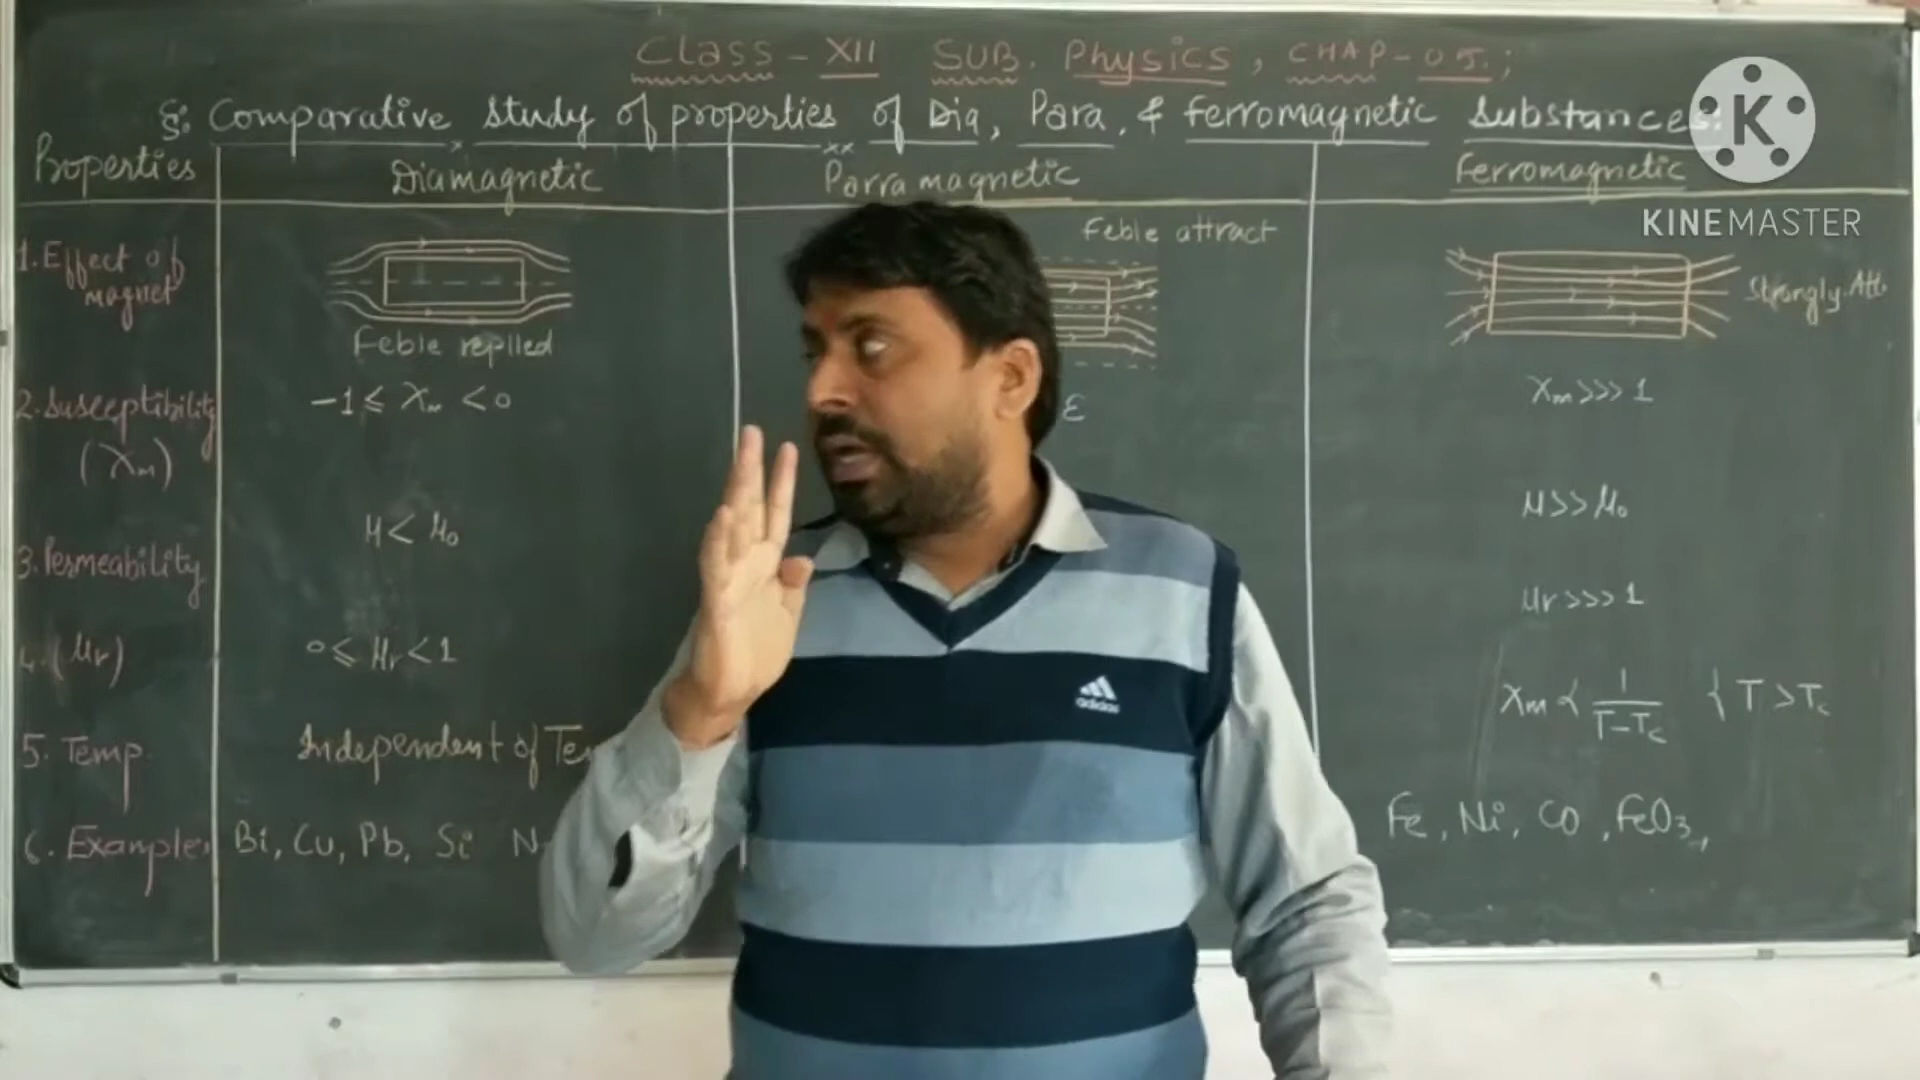 Class - XII SUB. Physics, CHAP-05.;
§: Comparative study of properties of Dia, Para, & ferromagnetic Substances:
Properties Diamagnetic Parramagnetic Ferromagnetic
KINEMASTER
1. Effect of magnet
Feble replled
Feble attract
Strongly Att.
2. Susceptibility (χm)
-1 ≤ χm < 0
ε
χm >>> 1
3. Permeability
μ < μ0
μ >> μ0
4. (μr)
0 ≤ μr < 1
μr >>> 1
5. Temp.
Independent of
χm ∝ 1/(T-Tc) { T > Tc
6. Examples
Bi, Cu, Pb, Si
Fe, Ni, Co, FeO3,
adidas